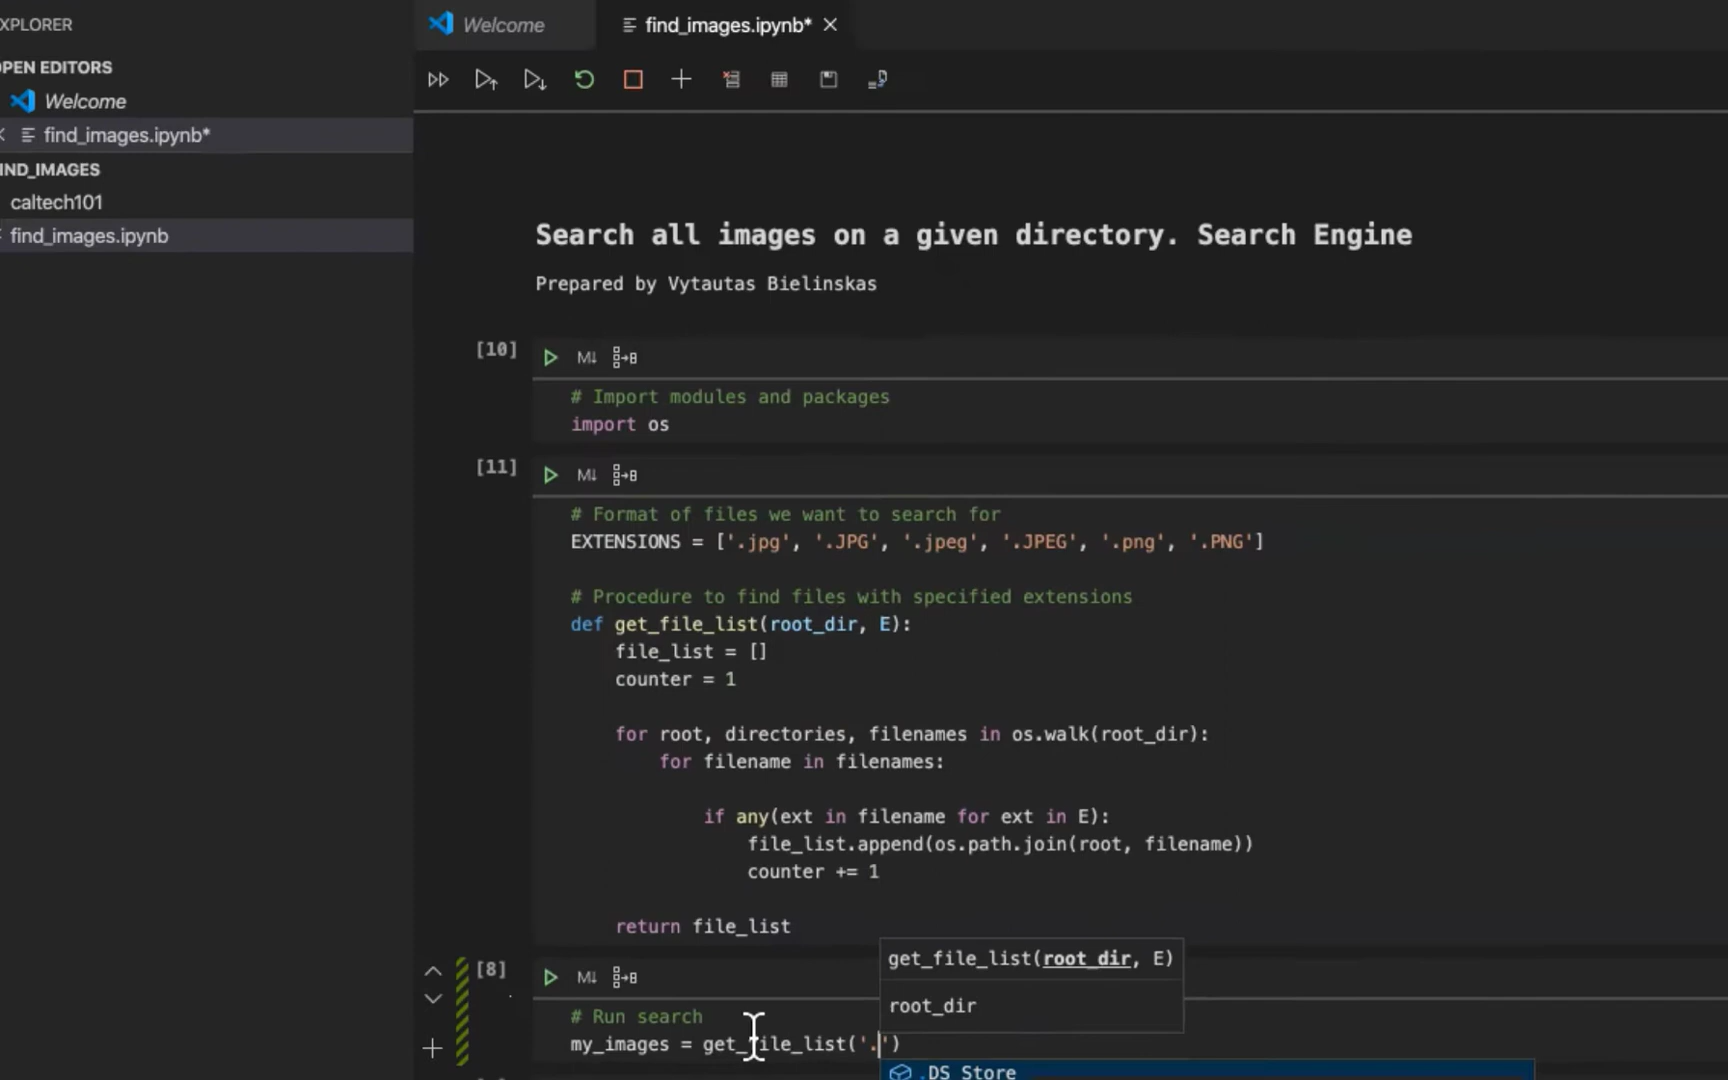 EXPLORER
OPEN EDITORS
Welcome
find_images.ipynb*
FIND_IMAGES
caltech101
find_images.ipynb
Welcome
find_images.ipynb*
Search all images on a given directory. Search Engine
Prepared by Vytautas Bielinskas
[10]
M↓
# Import modules and packages
import os
[11]
M↓
# Format of files we want to search for
EXTENSIONS = ['.jpg', '.JPG', '.jpeg', '.JPEG', '.png', '.PNG']
# Procedure to find files with specified extensions
def get_file_list(root_dir, E):
    file_list = []
    counter = 1
    for root, directories, filenames in os.walk(root_dir):
        for filename in filenames:
            if any(ext in filename for ext in E):
                file_list.append(os.path.join(root, filename))
                counter += 1
    return file_list
[8]
M↓
get_file_list(root_dir, E)
root_dir
# Run search
my_images = get_file_list('.')
.DS_Store